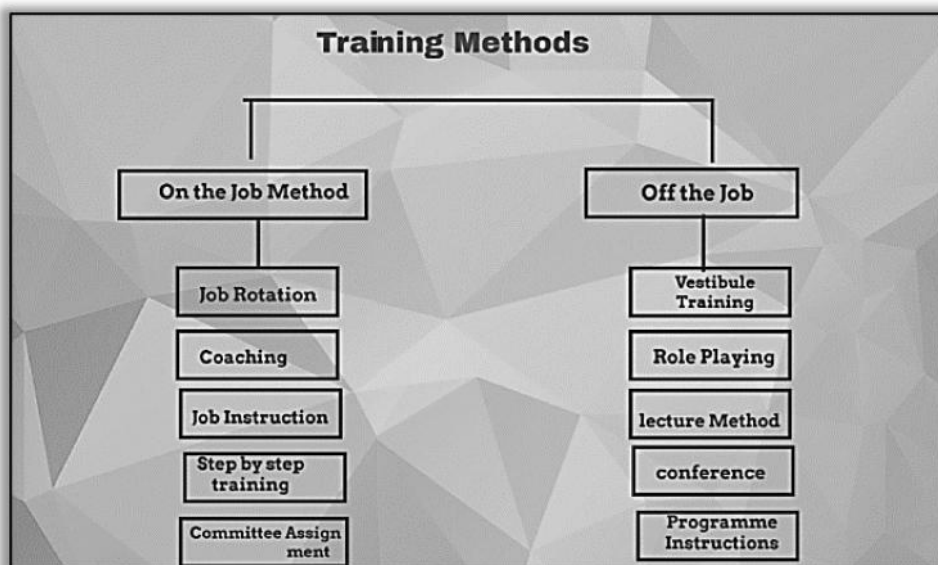 Training Methods
On the Job Method
Off the Job
Job Rotation
Vestibule
Training
Coaching
Role Playing
Job Instruction
lecture Method
Step by step
training
conference
Committee Assign
ment
Programme
Instructions